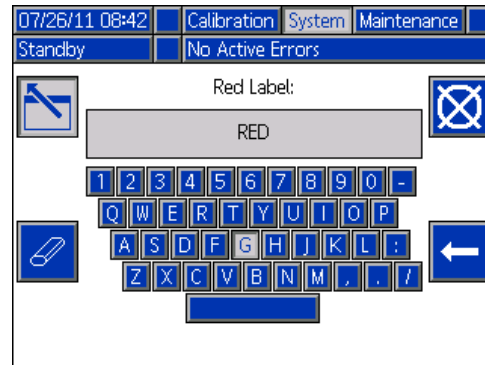 07/26/11 08:42 Calibration System Maintenance
Standby No Active Errors
Red Label:
RED
1 2 3 4 5 6 7 8 9 0 -
Q W E R T Y U I O P
A S D F G H J K L :
Z X C V B N M , . /